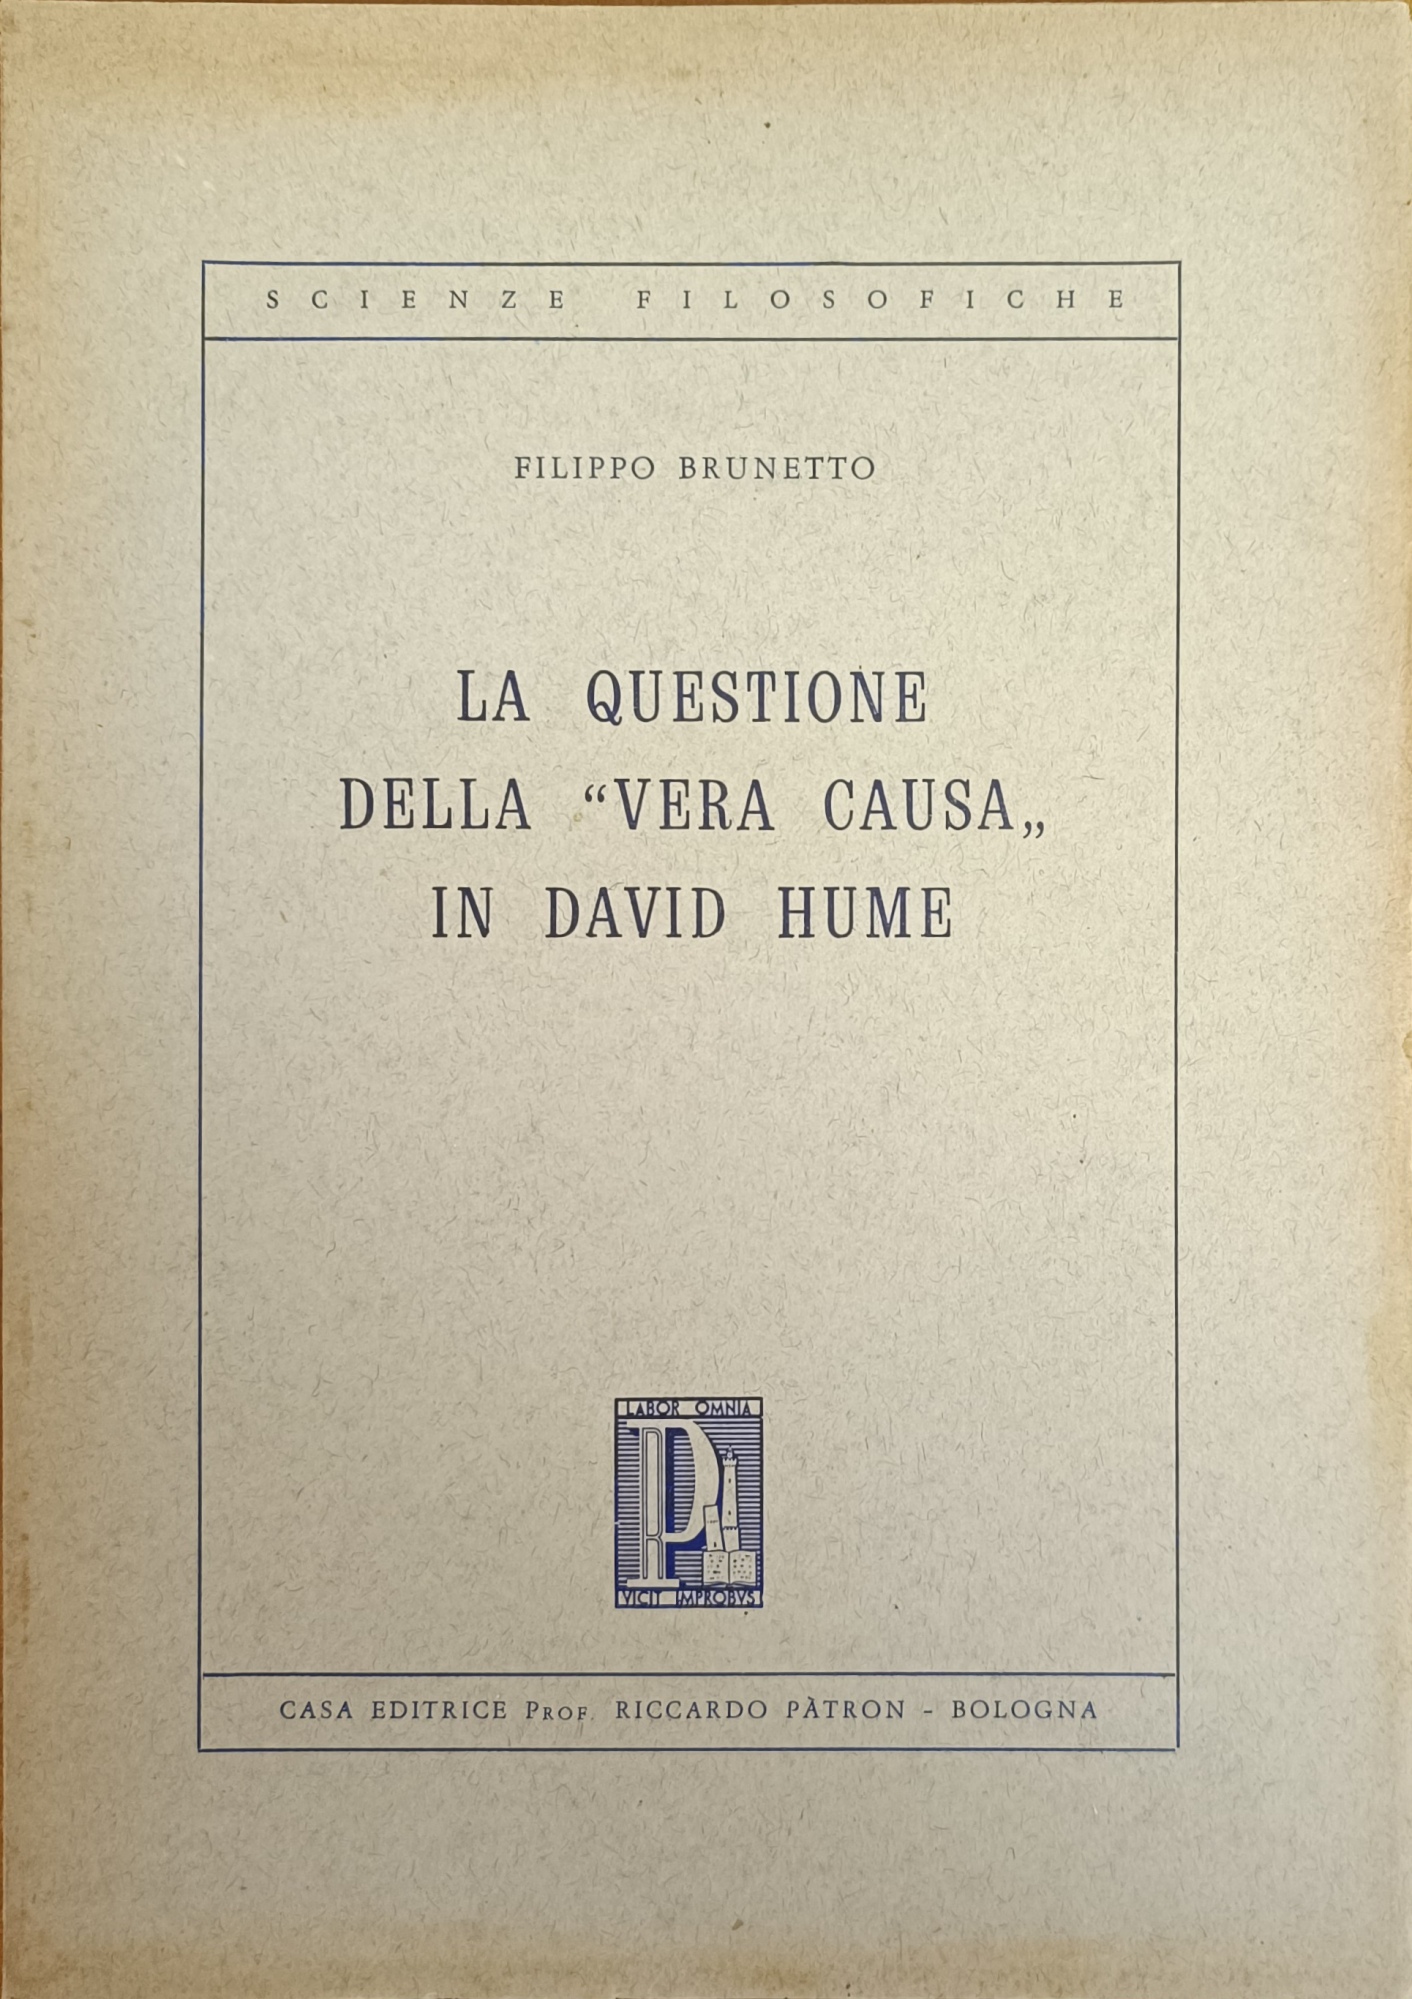 SCIENZE FILOSOFICHE
FILIPPO BRUNETTO
LA QUESTIONE
DELLA “VERA CAUSA„
IN DAVID HUME
LABOR OMNIA
PR
VICIT IMPROBVS
CASA EDITRICE PROF. RICCARDO PÀTRON - BOLOGNA